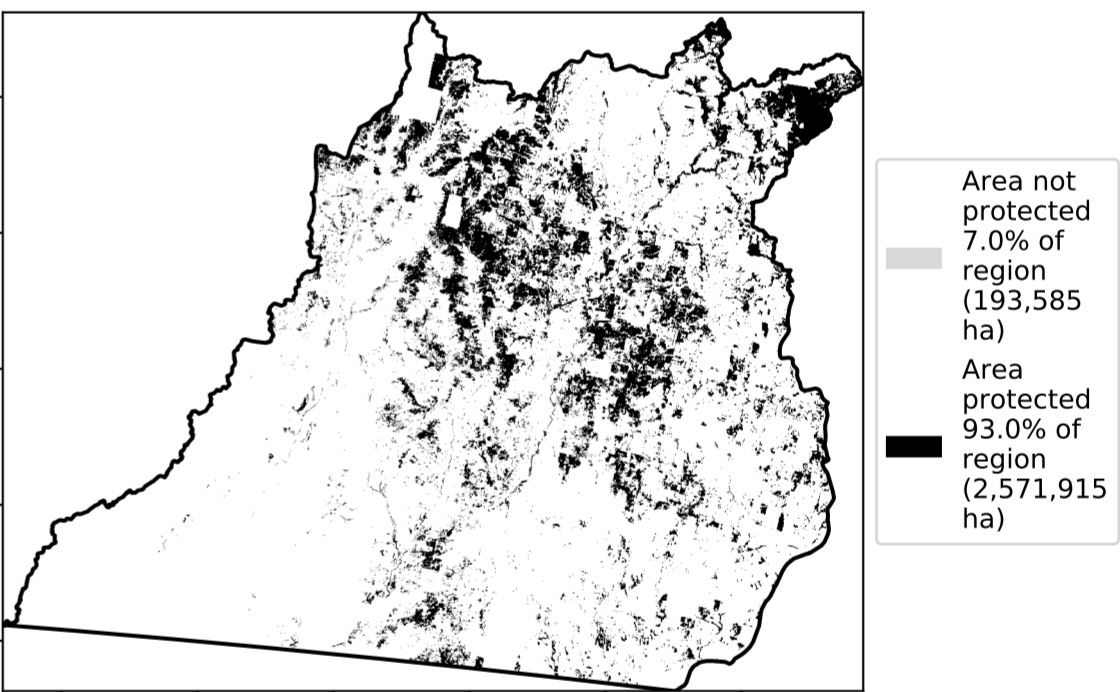 Area not
protected
7.0% of
region
(193,585
ha)
Area
protected
93.0% of
region
(2,571,915
ha)